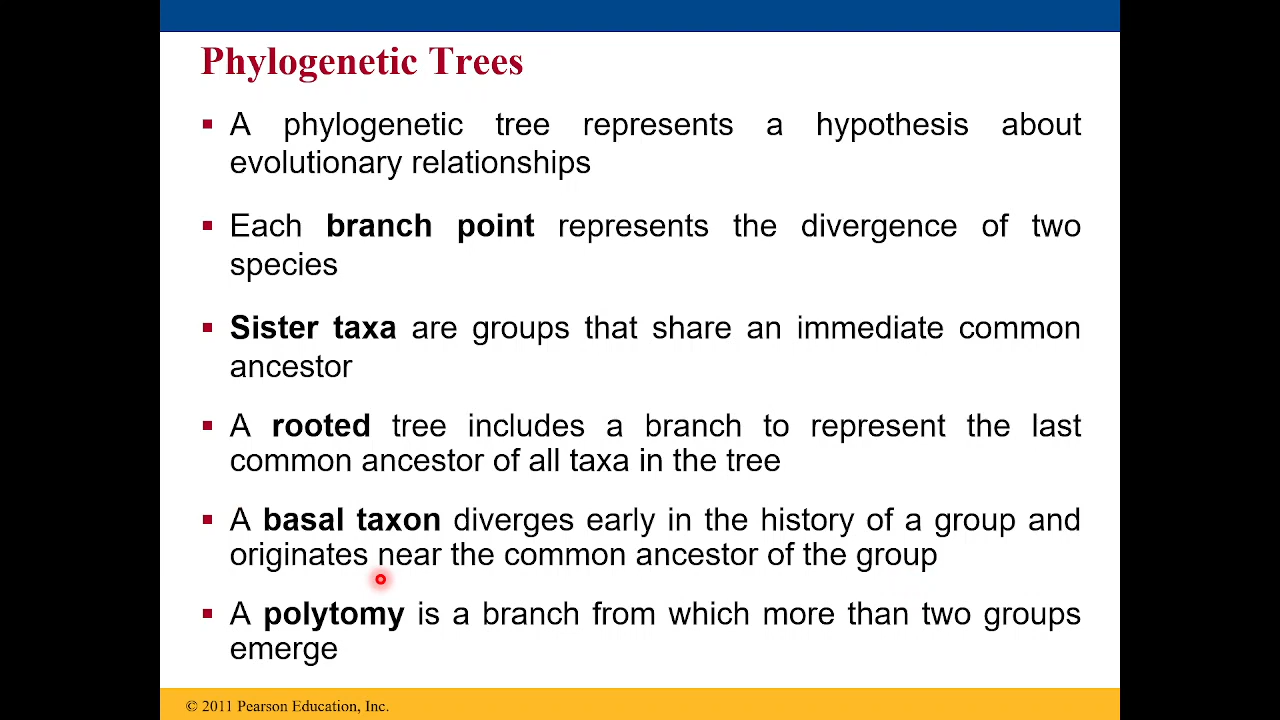 Phylogenetic Trees
▪ A phylogenetic tree represents a hypothesis about
evolutionary relationships
▪ Each branch point represents the divergence of two
species
▪ Sister taxa are groups that share an immediate common
ancestor
▪ A rooted tree includes a branch to represent the last
common ancestor of all taxa in the tree
▪ A basal taxon diverges early in the history of a group and
originates near the common ancestor of the group
▪ A polytomy is a branch from which more than two groups
emerge
© 2011 Pearson Education, Inc.